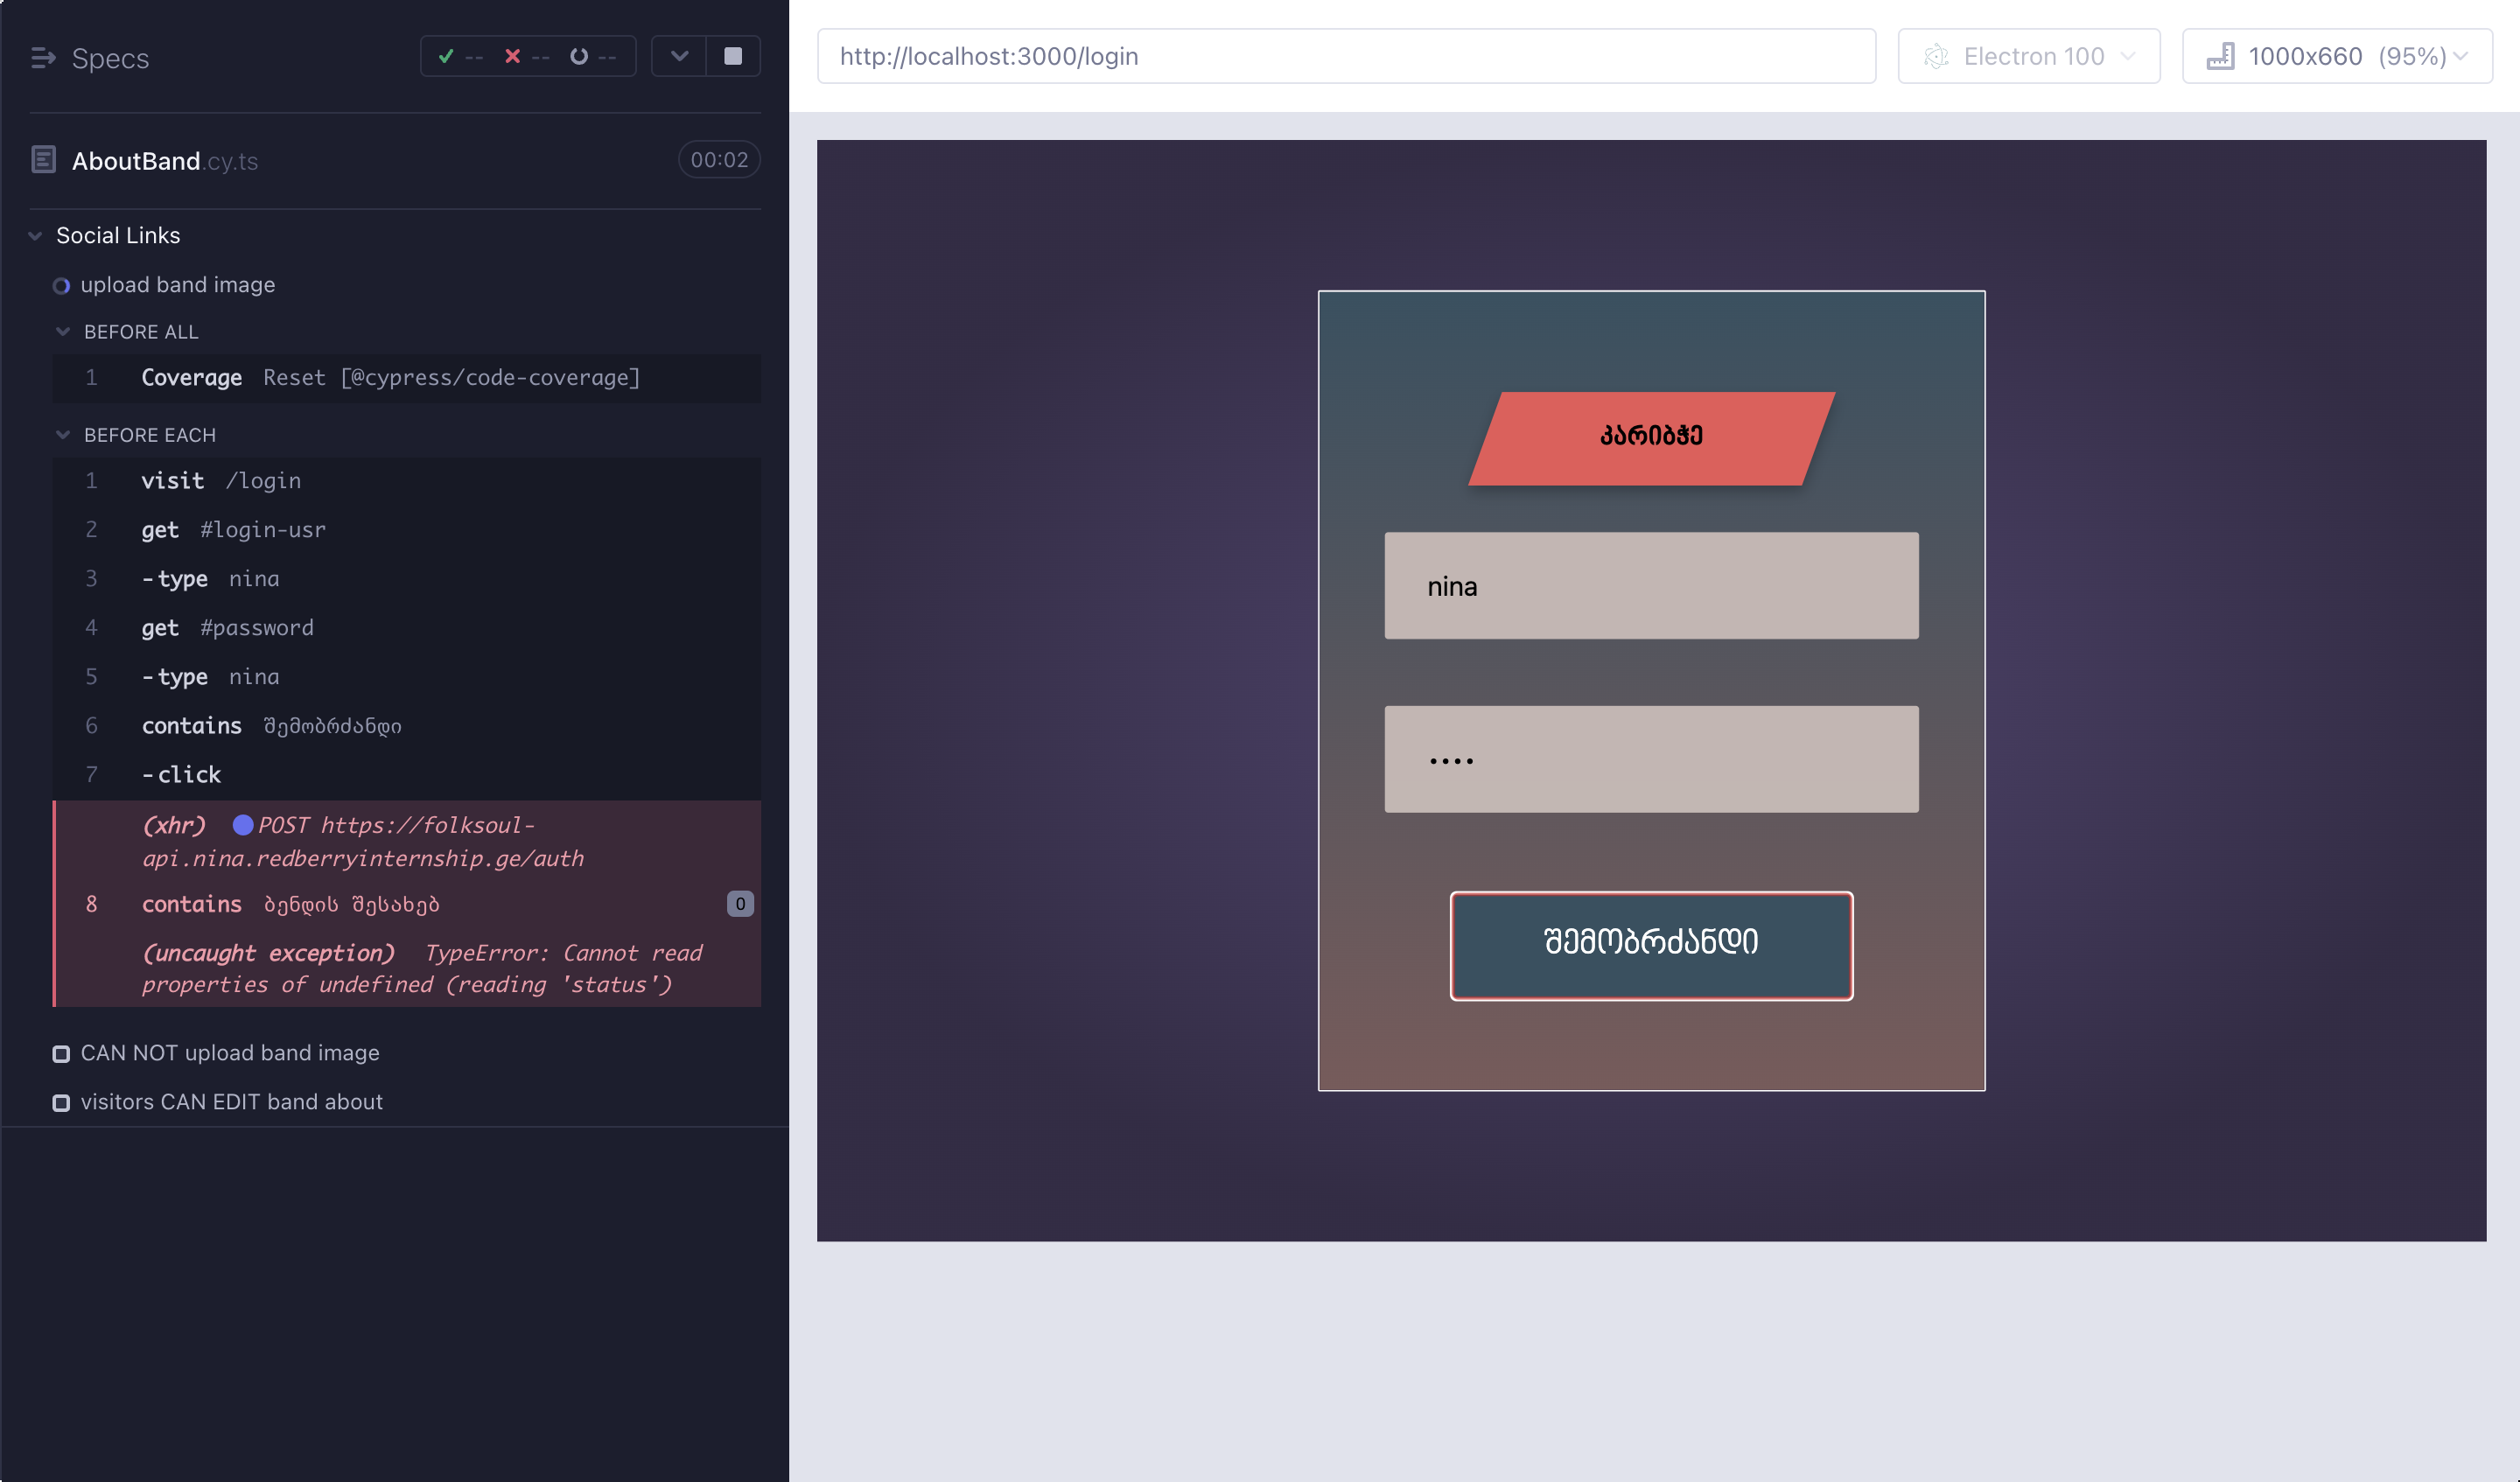 Specs
-- -- --
AboutBand.cy.ts 00:02
Social Links
upload band image
BEFORE ALL
1 Coverage Reset [@cypress/code-coverage]
BEFORE EACH
1 visit /login
2 get #login-usr
3 -type nina
4 get #password
5 -type nina
6 contains შემობრძანდი
7 -click
(xhr) POST https://folksoul-
api.nina.redberryinternship.ge/auth
8 contains ბენდის შესახებ 0
(uncaught exception) TypeError: Cannot read
properties of undefined (reading 'status')
CAN NOT upload band image
visitors CAN EDIT band about
http://localhost:3000/login
Electron 100
1000x660 (95%)
კარიბჭე
nina
••••
შემობრძანდი